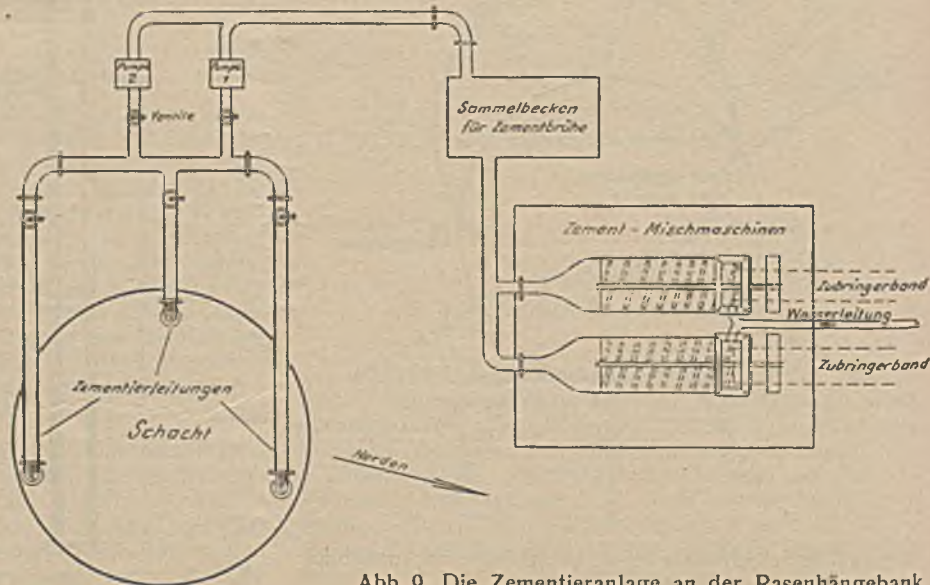 Pumpe
2
Pumpe
1
Ventile
Sammelbecken
für Zementbrühe
Zement - Mischmaschinen
Zubringerband
Wasserleitung
Zubringerband
Zementierleitungen
Schacht
Norden
Abb. 9. Die Zementieranlage an der Rasenhängebank.